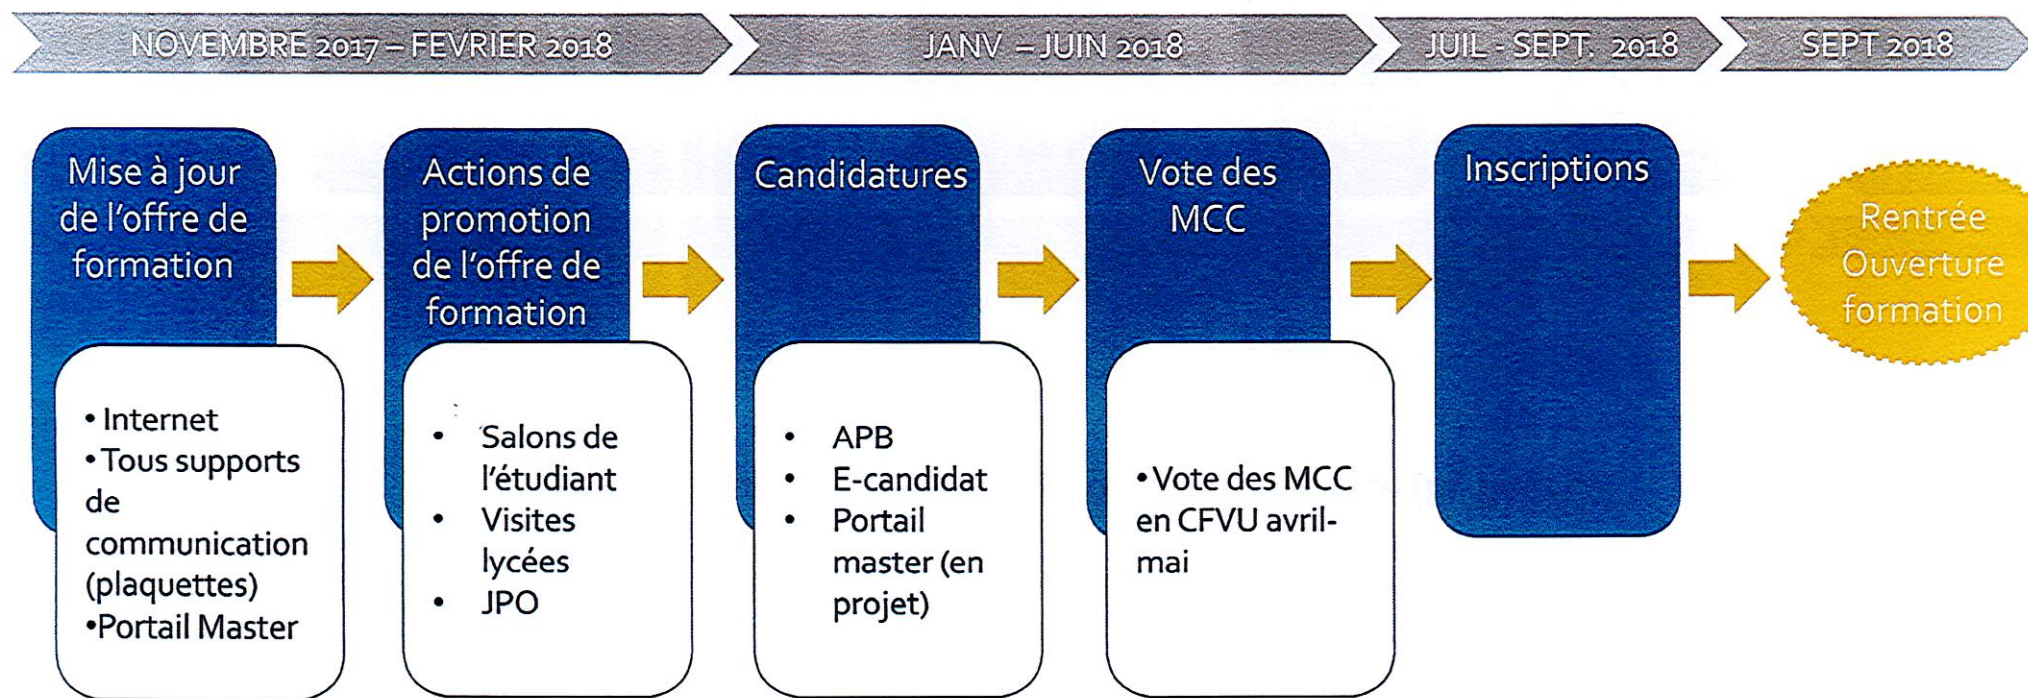 NOVEMBRE 2017 – FEVRIER 2018
JANV – JUIN 2018
JUIL - SEPT. 2018
SEPT 2018
Mise à jour
de l'offre de
formation
• Internet
• Tous supports
de
communication
(plaquettes)
•Portail Master
Actions de
promotion
de l'offre de
formation
• Salons de
l'étudiant
• Visites
lycées
• JPO
Candidatures
• APB
• E-candidat
• Portail
master (en
projet)
Vote des
MCC
• Vote des MCC
en CFVU avril-
mai
Inscriptions
Rentrée
Ouverture
formation